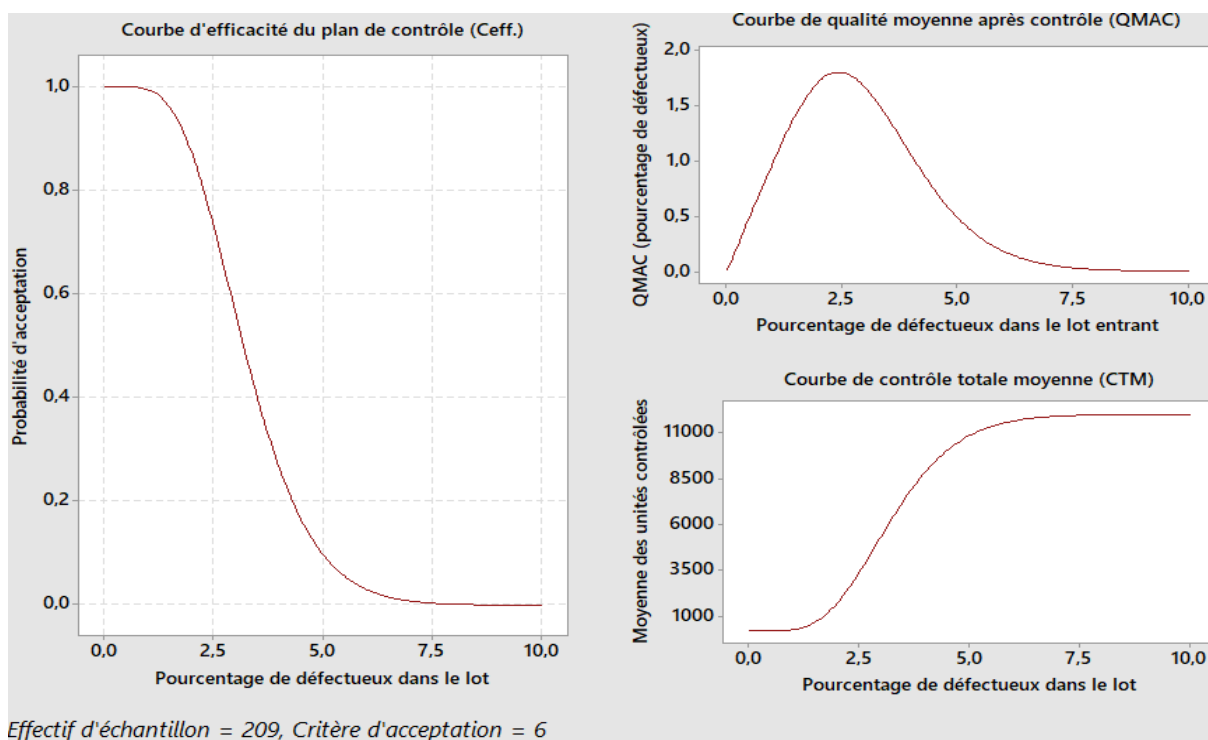 Courbe d'efficacité du plan de contrôle (Ceff.)
1,0
0,8
0,6
0,4
0,2
0,0
Probabilité d'acceptation
0,0 2,5 5,0 7,5 10,0
Pourcentage de défectueux dans le lot
Courbe de qualité moyenne après contrôle (QMAC)
2,0
1,5
1,0
0,5
0,0
QMAC (pourcentage de défectueux)
0,0 2,5 5,0 7,5 10,0
Pourcentage de défectueux dans le lot entrant
Courbe de contrôle totale moyenne (CTM)
11000
8500
6000
3500
1000
Moyenne des unités contrôlées
0,0 2,5 5,0 7,5 10,0
Pourcentage de défectueux dans le lot
Effectif d'échantillon = 209, Critère d'acceptation = 6